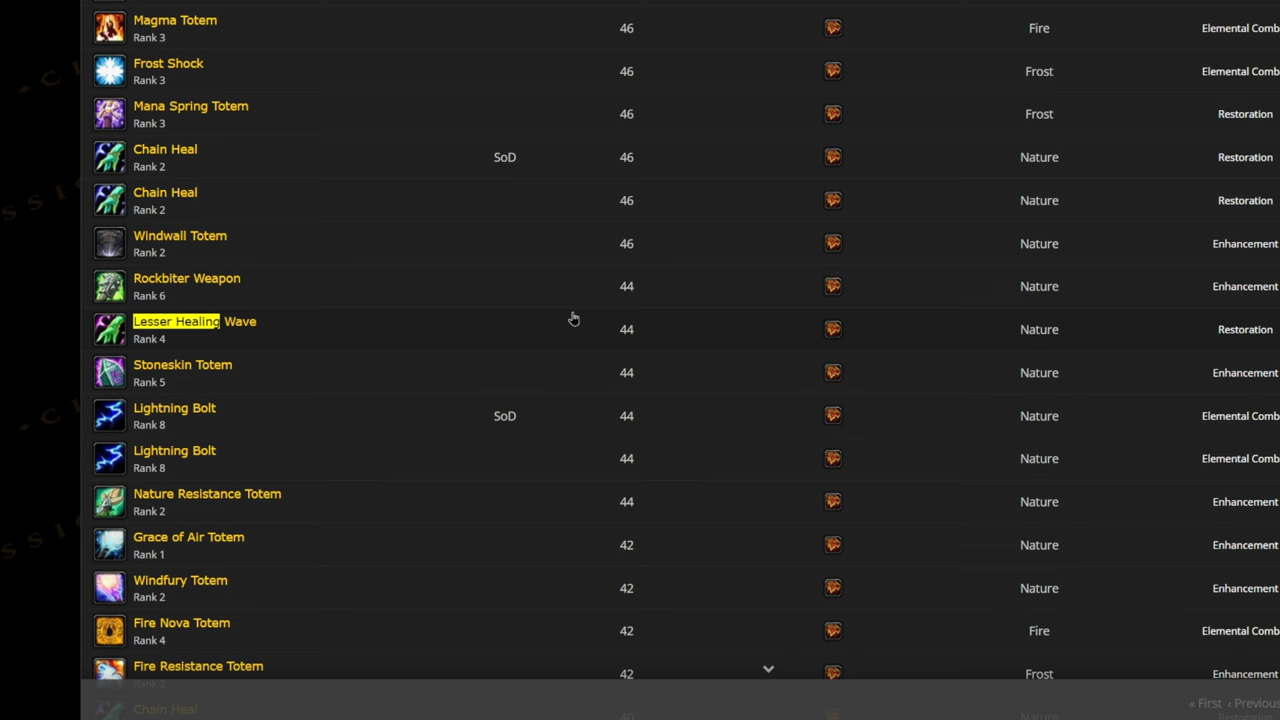 Magma Totem
Rank 3
46
Fire
Elemental Comb
Frost Shock
Rank 3
46
Frost
Elemental Comb
Mana Spring Totem
Rank 3
46
Frost
Restoration
Chain Heal
Rank 2
SoD
46
Nature
Restoration
Chain Heal
Rank 2
46
Nature
Restoration
Windwall Totem
Rank 2
46
Nature
Enhancement
Rockbiter Weapon
Rank 6
44
Nature
Enhancement
Lesser Healing Wave
Rank 4
44
Nature
Restoration
Stoneskin Totem
Rank 5
44
Nature
Enhancement
Lightning Bolt
Rank 8
SoD
44
Nature
Elemental Comb
Lightning Bolt
Rank 8
44
Nature
Elemental Comb
Nature Resistance Totem
Rank 2
44
Nature
Enhancement
Grace of Air Totem
Rank 1
42
Nature
Enhancement
Windfury Totem
Rank 2
42
Nature
Enhancement
Fire Nova Totem
Rank 4
42
Fire
Elemental Comb
Fire Resistance Totem
Rank 2
42
Frost
Enhancement
Chain Heal
40
Nature
Restoration
« First ‹ Previous